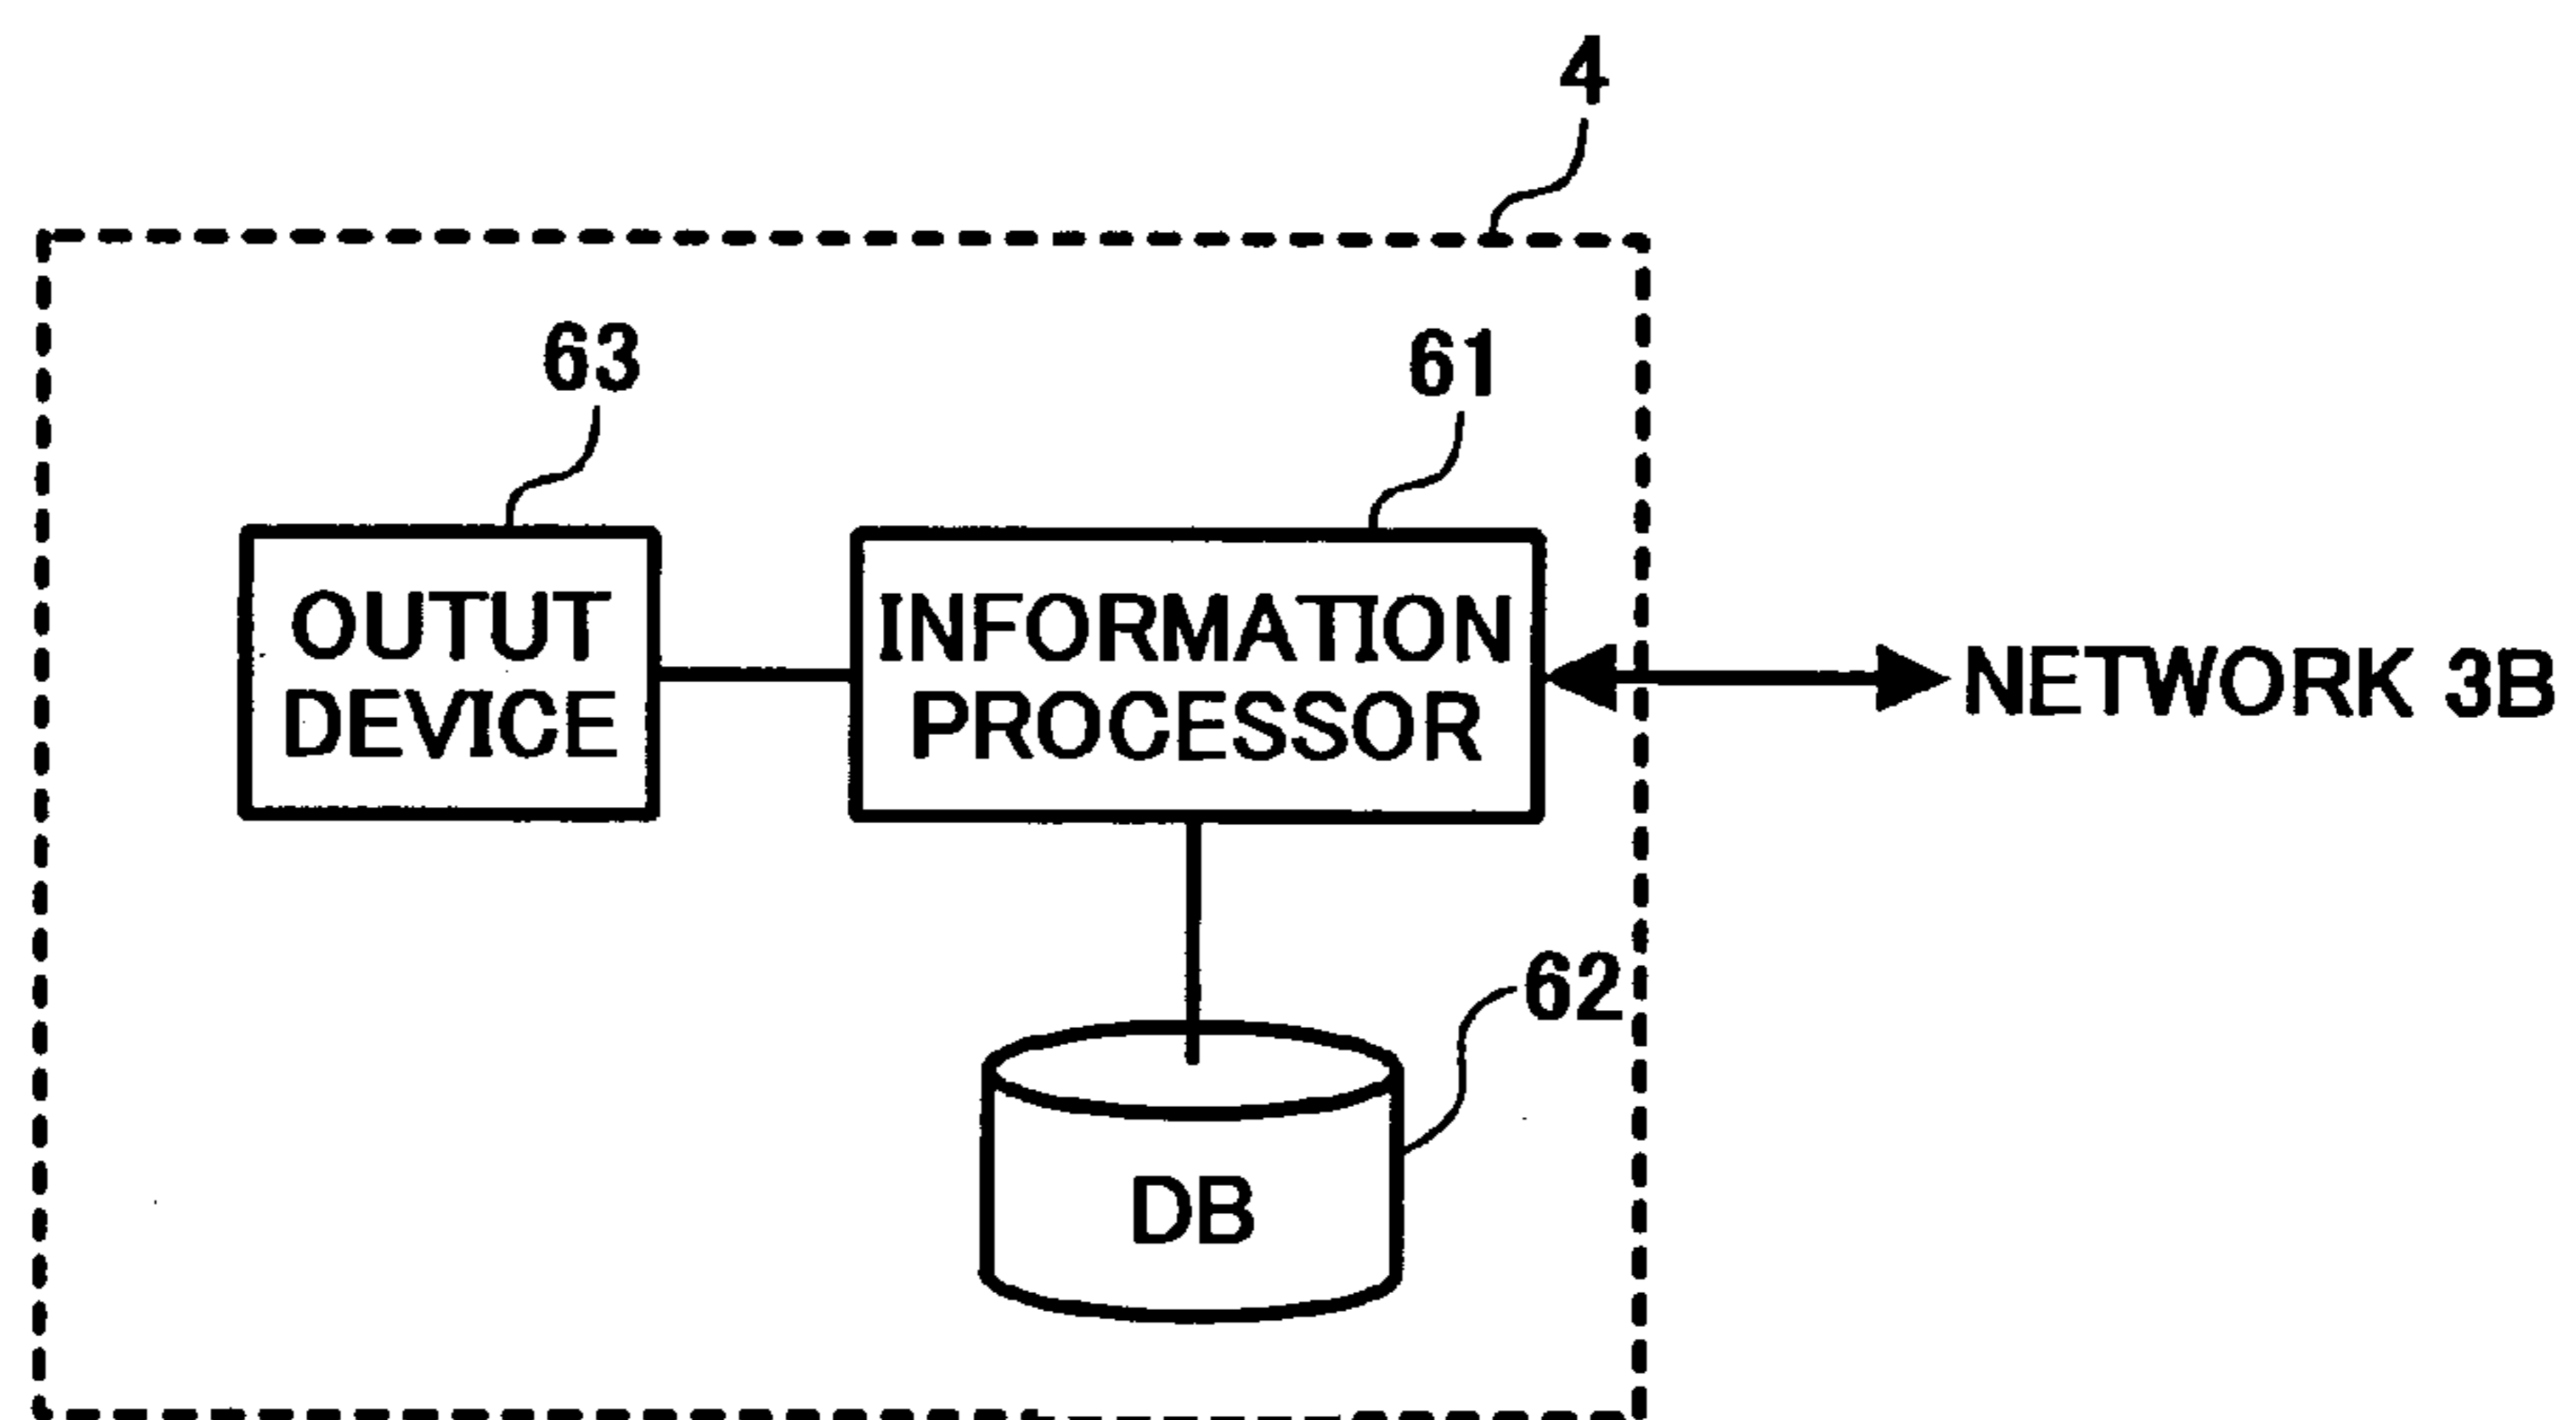 4
63
61
OUTUT
DEVICE
INFORMATION
PROCESSOR
NETWORK 3B
62
DB